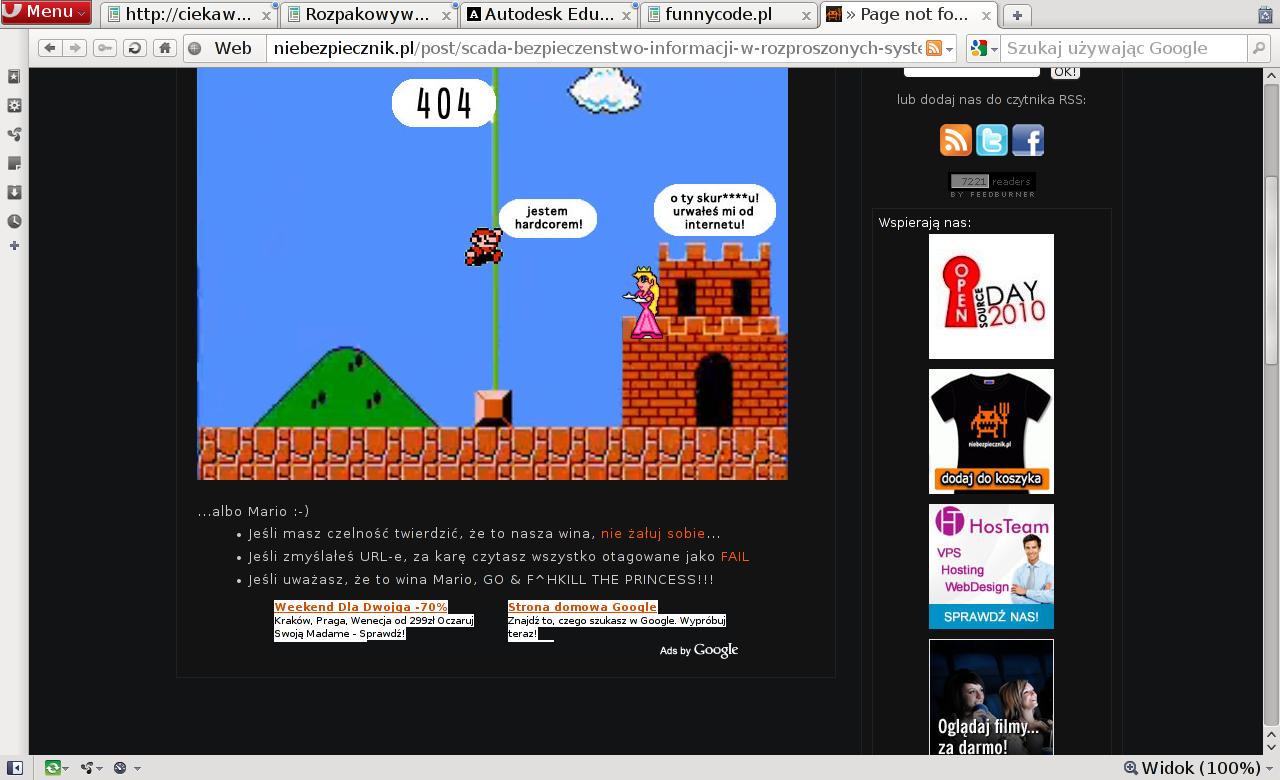 Menu
http://ciekaw...
Rozpakowyw...
Autodesk Edu...
funnycoda.pl
» Page not fo...
Web
niebezpiecznik.pl/post/scada-bezpieczenstwo-informacji-w-rozproszonych-syste
Szukaj używając Google
OK!
lub dodaj nas do czytnika RSS:
7221 readers
BY FEEDBURNER
404
jestem
hardcorem!
o ty skur****u!
urwałeś mi od
internetu!
Wspierają nas:
OPEN
SOURCE
DAY
2010
niebezpiecznik.pl
dodaj do koszyka
HosTeam
VPS
Hosting
WebDesign
SPRAWDŹ NAS!
Oglądaj filmy...
za darmo!
...albo Mario :-)
Jeśli masz czelność twierdzić, że to nasza wina, nie żałuj sobie...
Jeśli zmyślałeś URL-e, za karę czytasz wszystko otagowane jako FAIL
Jeśli uważasz, że to wina Mario, GO & F^HKILL THE PRINCESS!!!
Weekend Dla Dwojga -70%
Kraków, Praga, Wenecja od 299zł Oczaruj
Swoją Madame - Sprawdź!
Strona domowa Google
Znajdź to, czego szukasz w Google. Wypróbuj
teraz!
Ads by Google
Widok (100%)